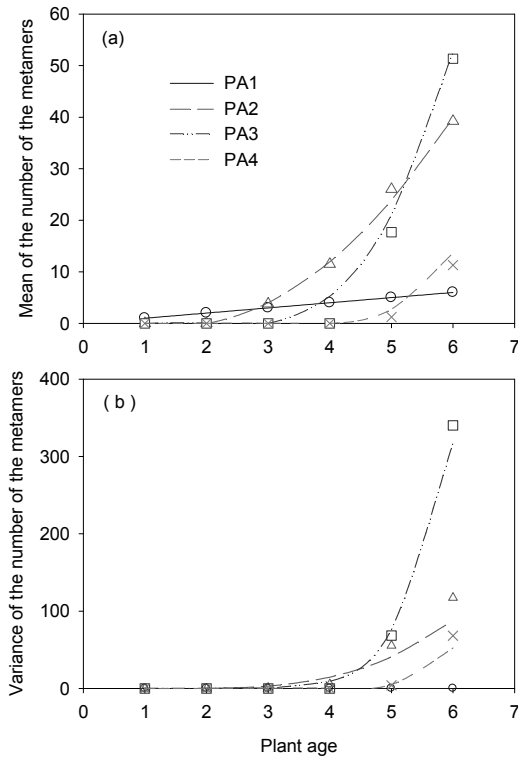 60
(a)
50
PA1
PA2
40
PA3
PA4
30
20
10
0
Mean of the number of the metamers
0 1 2 3 4 5 6 7
400
( b )
300
200
100
0
Variance of the number of the metamers
0 1 2 3 4 5 6 7
Plant age